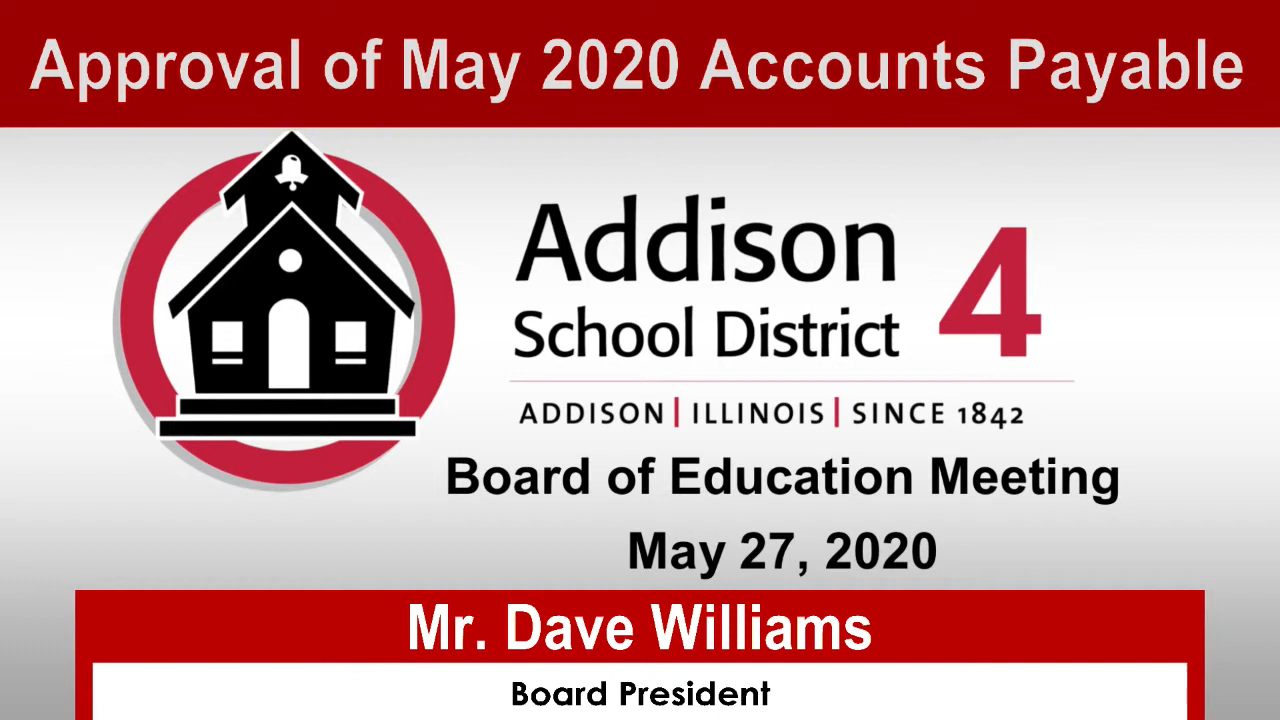 Approval of May 2020 Accounts Payable
Addison
School District 4
ADDISON | ILLINOIS | SINCE 1842
Board of Education Meeting
May 27, 2020
Mr. Dave Williams
Board President